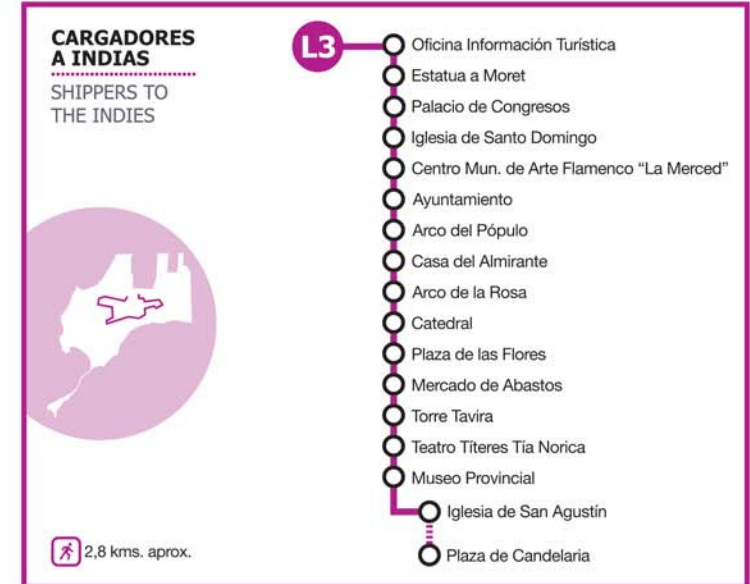 CARGADORES
A INDIAS
SHIPPERS TO
THE INDIES
L3
Oficina Información Turística
Estatua a Moret
Palacio de Congresos
Iglesia de Santo Domingo
Centro Mun. de Arte Flamenco “La Merced”
Ayuntamiento
Arco del Pópulo
Casa del Almirante
Arco de la Rosa
Catedral
Plaza de las Flores
Mercado de Abastos
Torre Tavira
Teatro Títeres Tía Norica
Museo Provincial
Iglesia de San Agustín
Plaza de Candelaria
2,8 kms. aprox.